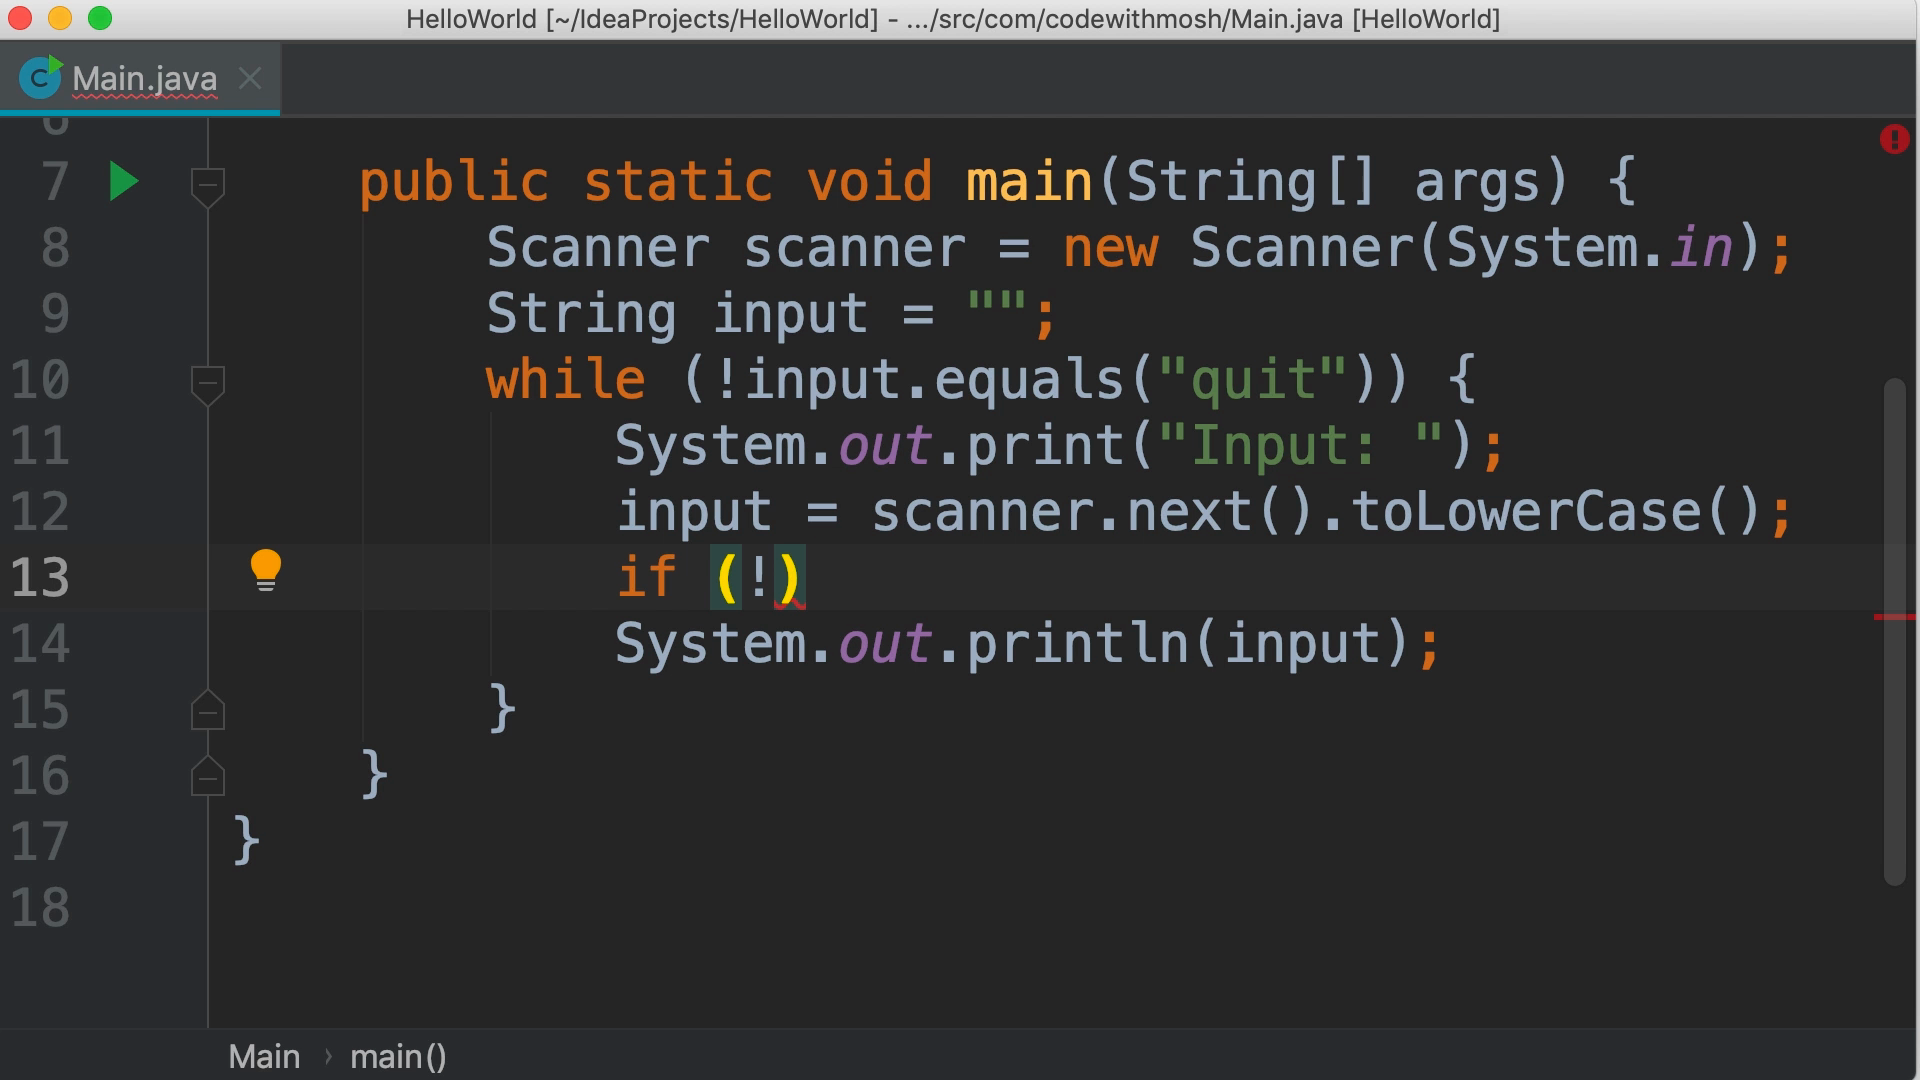 HelloWorld [~/IdeaProjects/HelloWorld] - .../src/com/codewithmosh/Main.java [HelloWorld]
C Main.java
6
7 public static void main(String[] args) {
8 Scanner scanner = new Scanner(System.in);
9 String input = "";
10 while (!input.equals("quit")) {
11 System.out.print("Input: ");
12 input = scanner.next().toLowerCase();
13 if (!)
14 System.out.println(input);
15 }
16 }
17 }
18
Main › main()